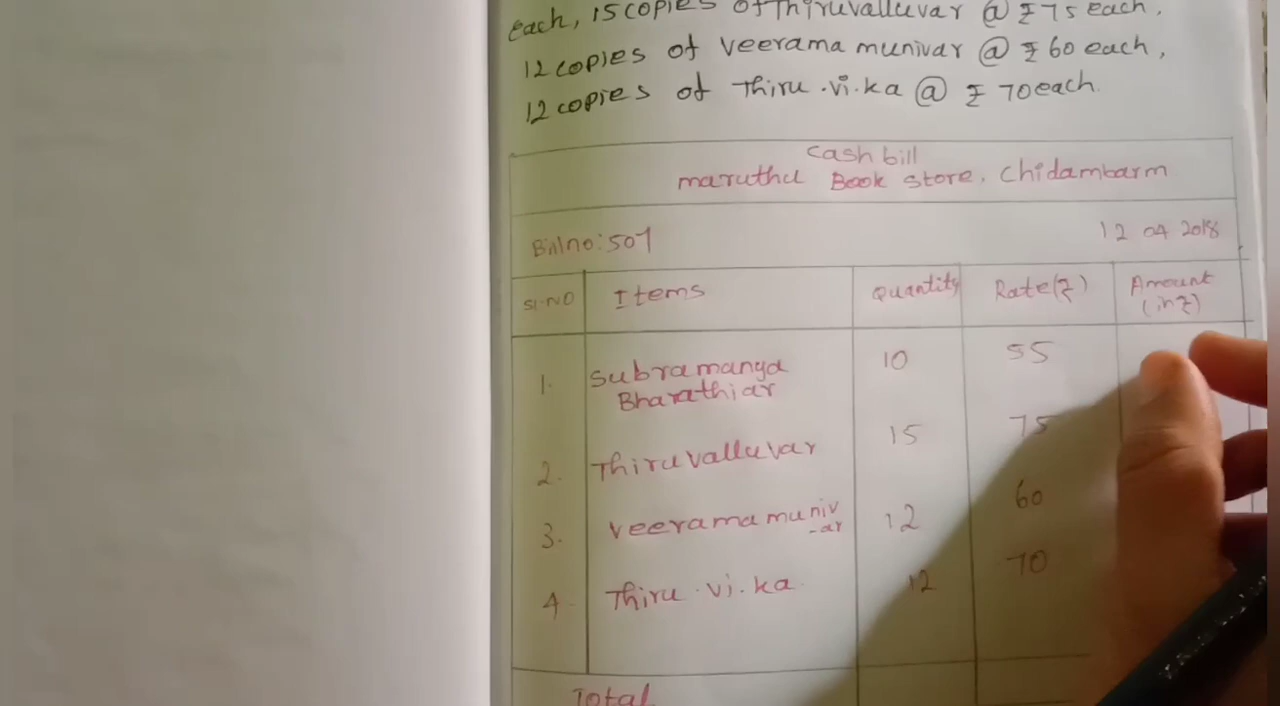 each, 15 copies of Thiruvalluvar @ ₹75 each,
12 copies of Veerama munivar @ ₹ 60 each,
12 copies of Thiru.vi.ka @ ₹ 70 each.
Cash bill
maruthu Book store, Chidambarm
Bill no: 507 12 04 2018
Sl.NO Items Quantity Rate(₹) Amount (in ₹)
1. Subramanya Bharathiar 10 55
2. Thiruvalluvar 15 75
3. Veerama muniv-ar 12 60
4. Thiru.vi.ka 12 70
Total